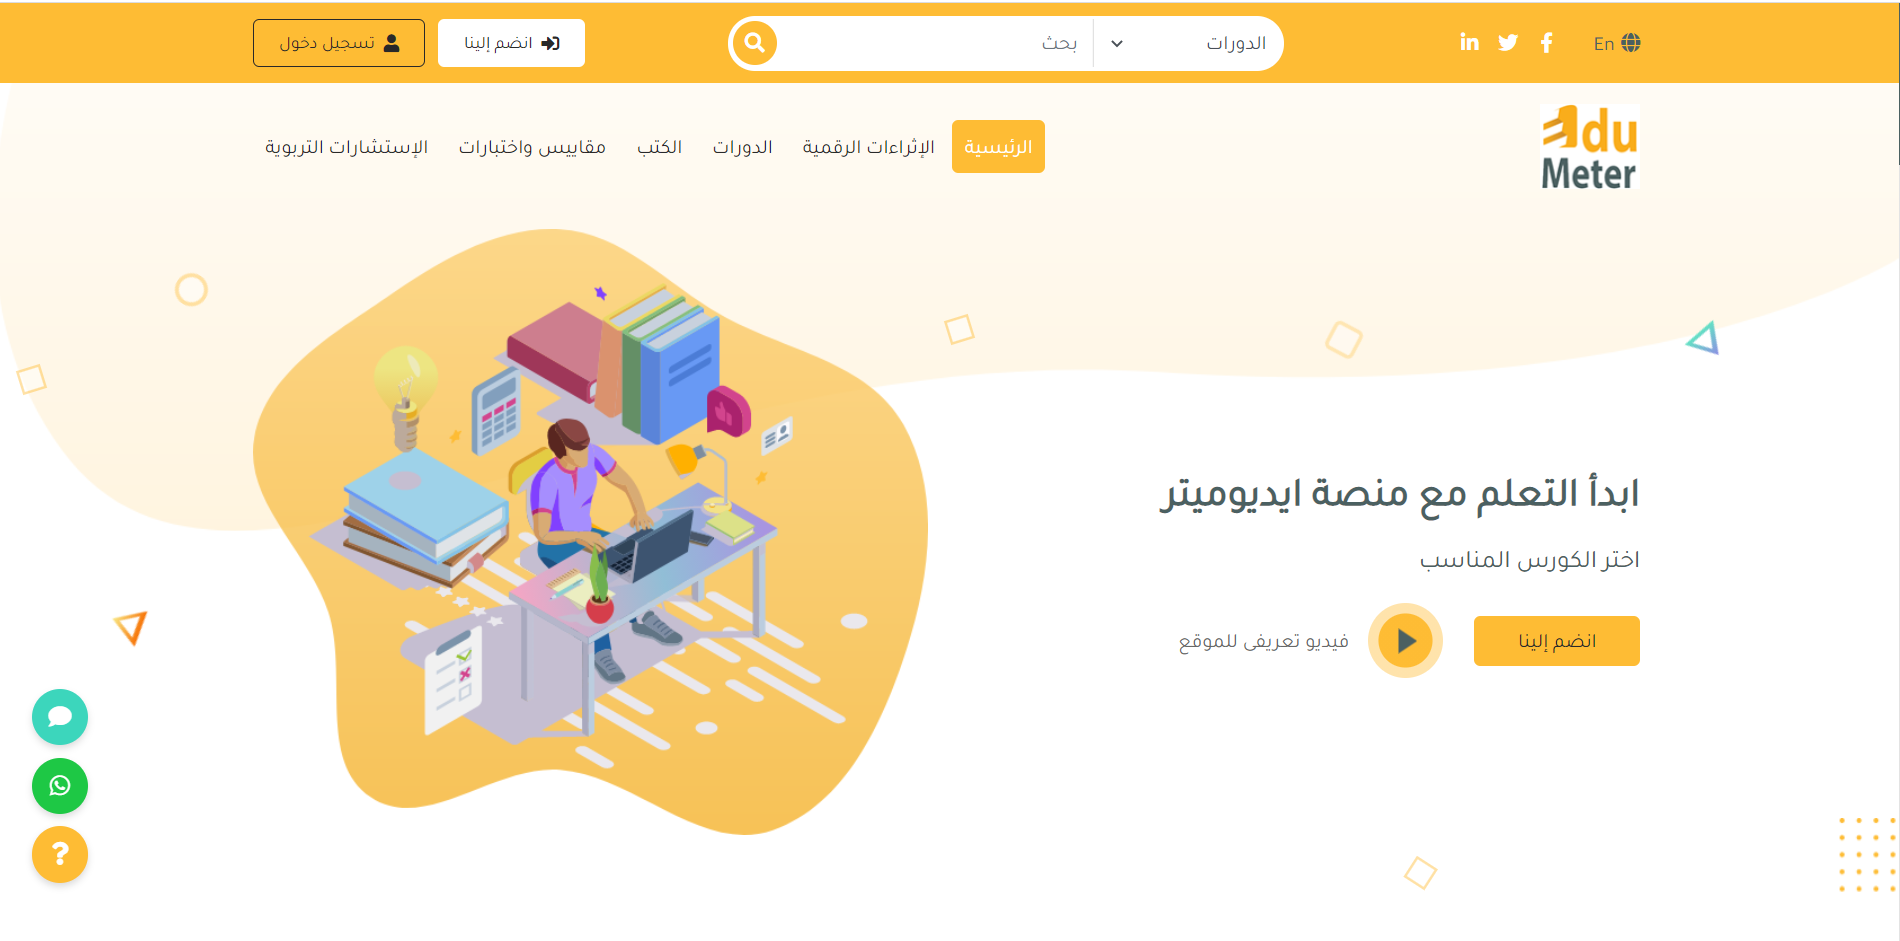 En
الدورات
بحث
انضم إلينا
تسجيل دخول
Edu
Meter
الرئيسية
الإثراءات الرقمية
الدورات
الكتب
مقاييس واختبارات
الإستشارات التربوية
ابدأ التعلم مع منصة ايديوميتر
اختر الكورس المناسب
انضم إلينا
فيديو تعريفى للموقع